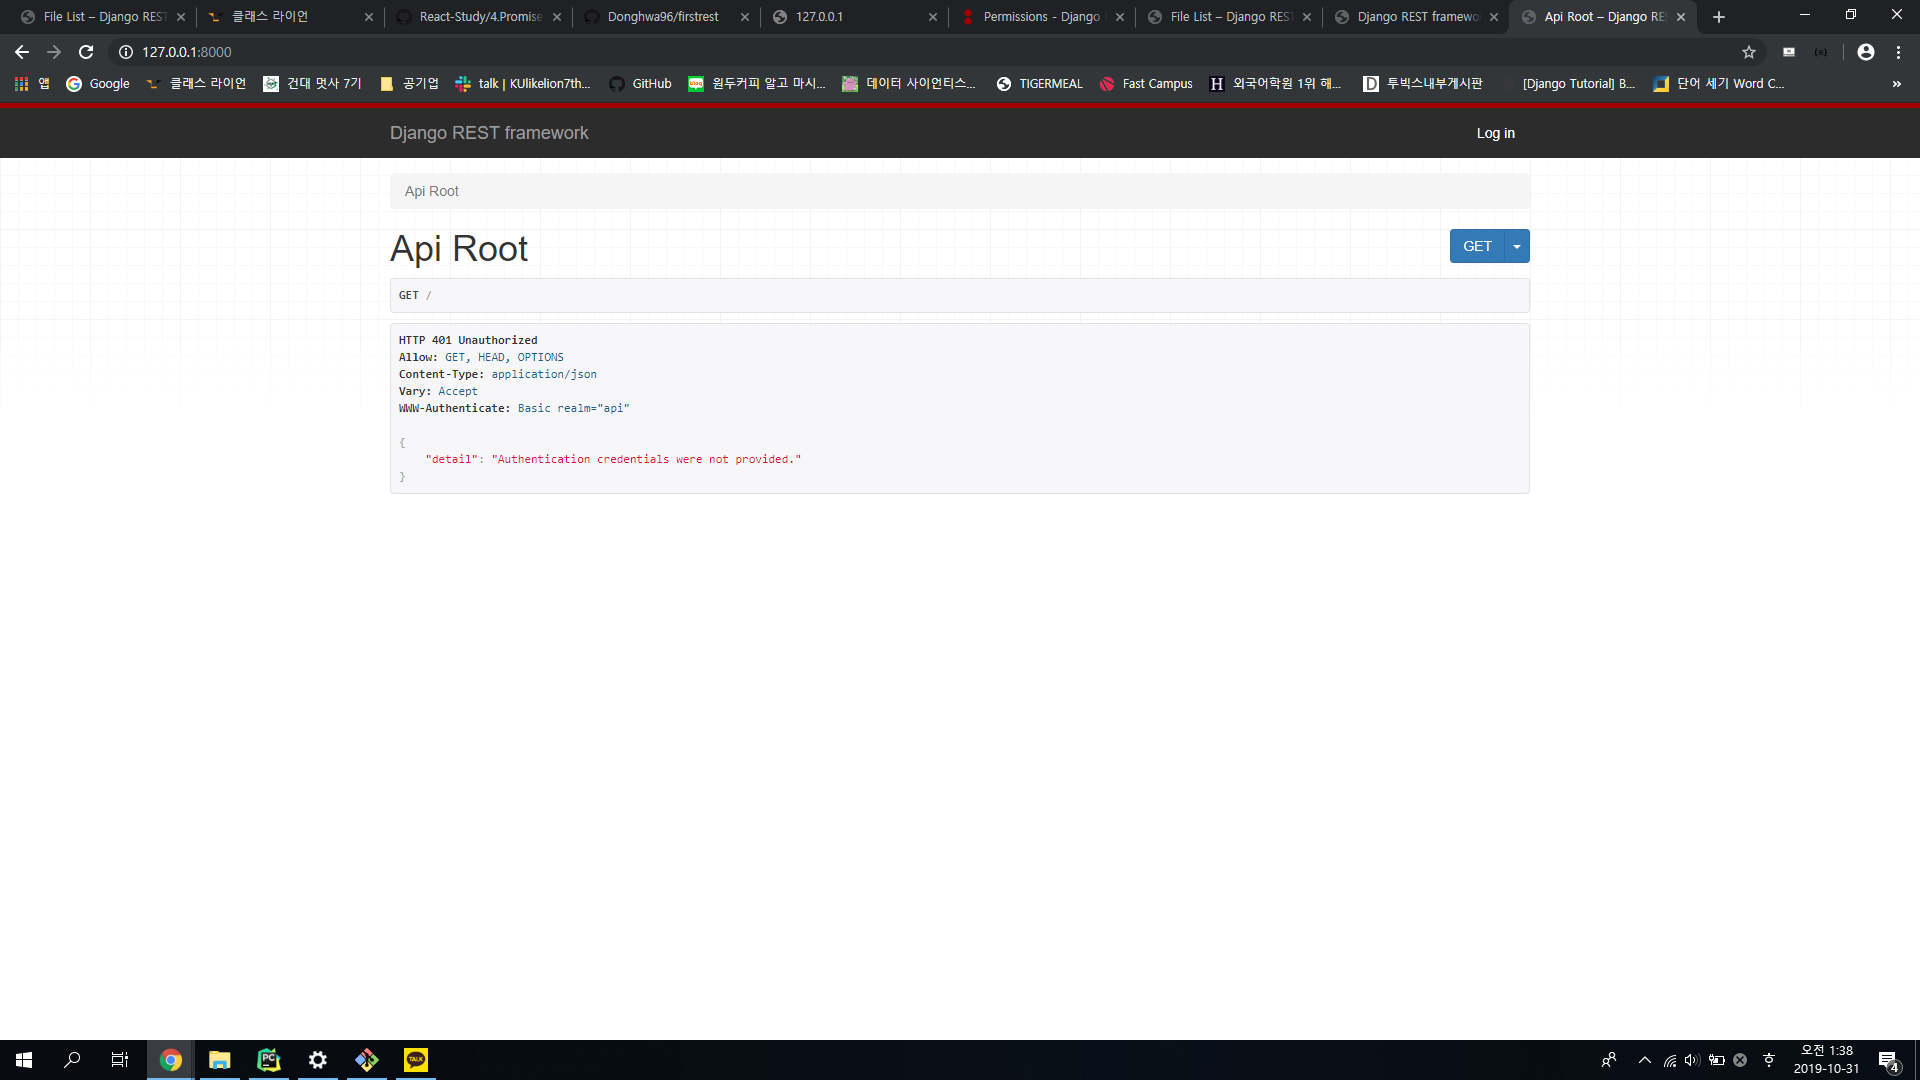 File List – Django REST
클래스 라이언
React-Study/4.Promise
Donghwa96/firstrest
127.0.0.1
Permissions - Django
File List – Django REST
Django REST framewo
Api Root – Django RES
127.0.0.1:8000
앱
Google
클래스 라이언
건대 멋사 7기
공기업
talk | KUlikelion7th...
GitHub
원두커피 알고 마시...
데이터 사이언티스...
TIGERMEAL
Fast Campus
외국어학원 1위 해...
투빅스내부게시판
[Django Tutorial] B...
단어 세기 Word C...
»
Django REST framework
Log in
Api Root
Api Root
GET
GET /
HTTP 401 Unauthorized
Allow: GET, HEAD, OPTIONS
Content-Type: application/json
Vary: Accept
WWW-Authenticate: Basic realm="api"
{
"detail": "Authentication credentials were not provided."
}
PC
TALK
오전 1:38
2019-10-31
4